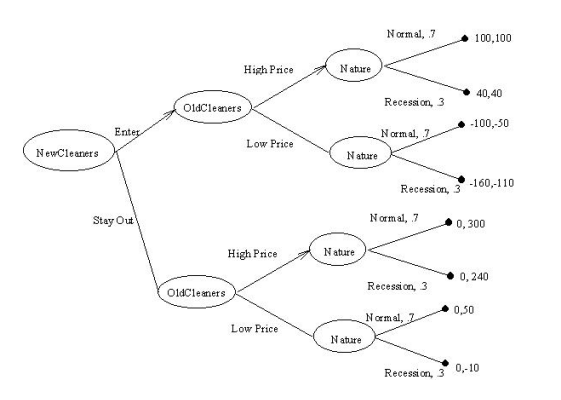 Normal, .7
100,100
High Price
Nature
40,40
Recession, .3
OldCleaners
-100,-50
Normal, .7
Enter
Low Price
Nature
NewCleaners
-160,-110
Recession, .3
Stay Out
Normal, .7
0,300
High Price
Nature
0,240
Recession, .3
OldCleaners
0,50
Normal, .7
Low Price
Nature
0,-10
Recession, .3